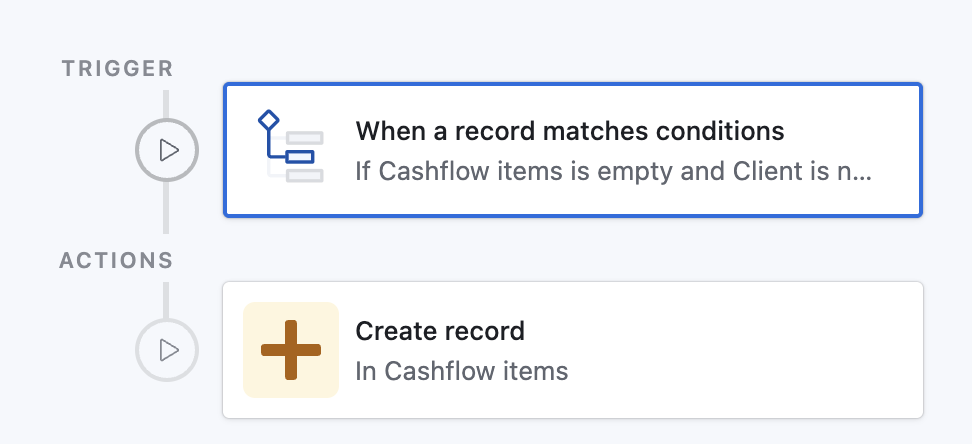 TRIGGER
When a record matches conditions
If Cashflow items is empty and Client is n...
ACTIONS
Create record
In Cashflow items